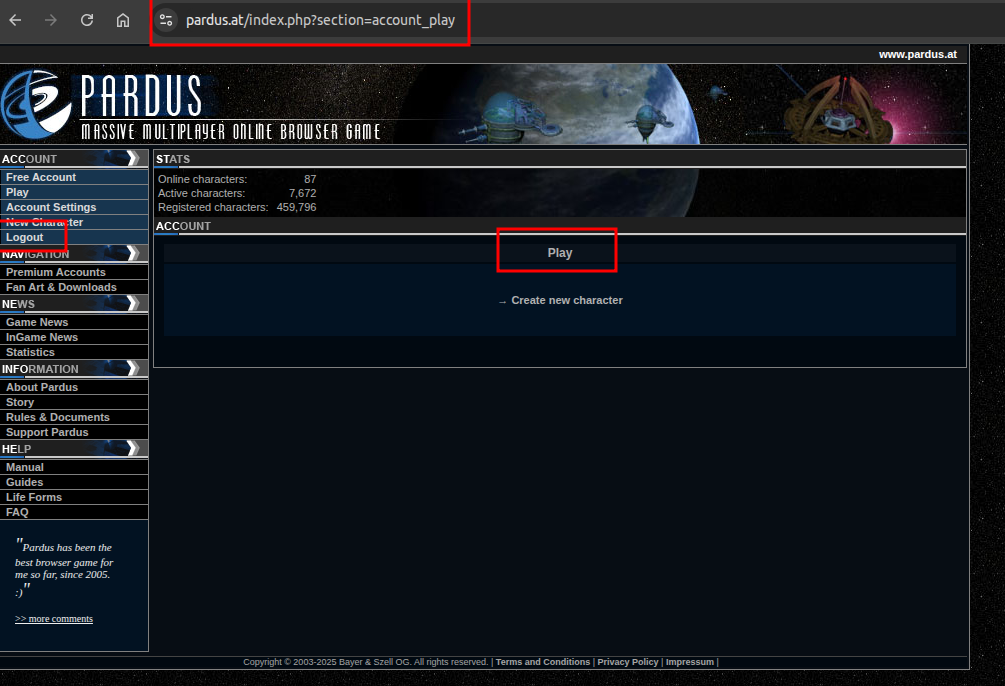 pardus.at/index.php?section=account_play
www.pardus.at
PARDUS
MASSIVE MULTIPLAYER ONLINE BROWSER GAME
ACCOUNT
Free Account
Play
Account Settings
New Character
Logout
NAVIGATION
Premium Accounts
Fan Art & Downloads
NEWS
Game News
InGame News
Statistics
INFORMATION
About Pardus
Story
Rules & Documents
Support Pardus
HELP
Manual
Guides
Life Forms
FAQ
"Pardus has been the
best browser game for
me so far, since 2005.
:)"
>> more comments
STATS
Online characters: 87
Active characters: 7,672
Registered characters: 459,796
ACCOUNT
Play
→ Create new character
Copyright © 2003-2025 Bayer & Szell OG. All rights reserved. | Terms and Conditions | Privacy Policy | Impressum |